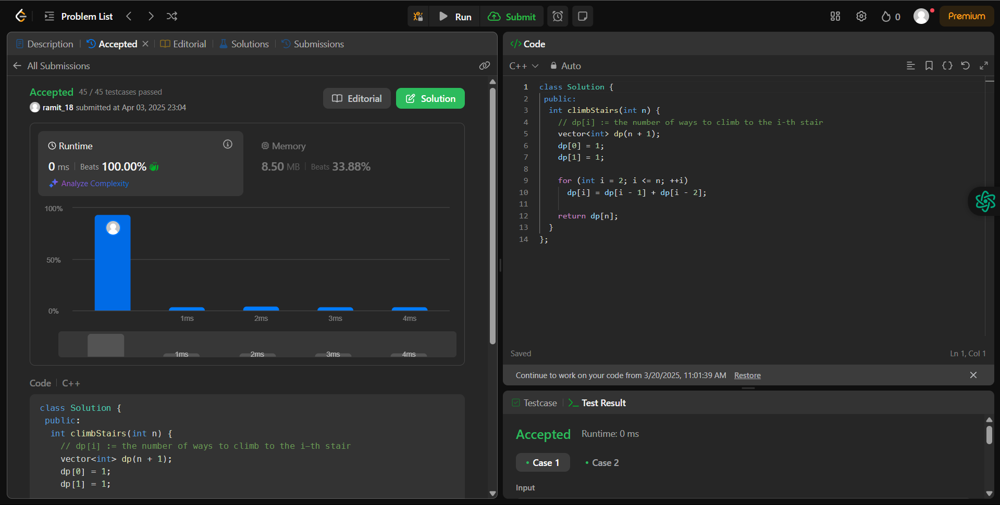 Problem List
Run
Submit
0
Premium
Description
Accepted
Editorial
Solutions
Submissions
All Submissions
Accepted 45 / 45 testcases passed
ramit_18 submitted at Apr 03, 2025 23:04
Editorial
Solution
Runtime
0 ms | Beats 100.00%
Analyze Complexity
Memory
8.50 MB | Beats 33.88%
100%
50%
0%
1ms 2ms 3ms 4ms
1ms 2ms 3ms 4ms
Code | C++
class Solution {
 public:
  int climbStairs(int n) {
    // dp[i] := the number of ways to climb to the i-th stair
    vector<int> dp(n + 1);
    dp[0] = 1;
    dp[1] = 1;
</> Code
C++
Auto
1 class Solution {
2  public:
3   int climbStairs(int n) {
4     // dp[i] := the number of ways to climb to the i-th stair
5     vector<int> dp(n + 1);
6     dp[0] = 1;
7     dp[1] = 1;
8
9     for (int i = 2; i <= n; ++i)
10       dp[i] = dp[i - 1] + dp[i - 2];
11
12     return dp[n];
13   }
14 };
Saved
Ln 1, Col 1
Continue to work on your code from 3/20/2025, 11:01:39 AM Restore
Testcase
Test Result
Accepted Runtime: 0 ms
Case 1
Case 2
Input